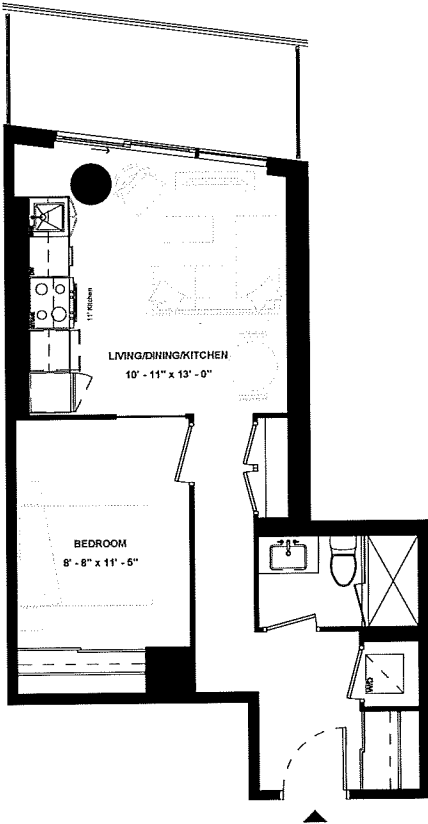 11' Kitchen
LIVING/DINING/KITCHEN
10' - 11" x 13' - 0"
BEDROOM
8' - 8" x 11' - 5"
W/D